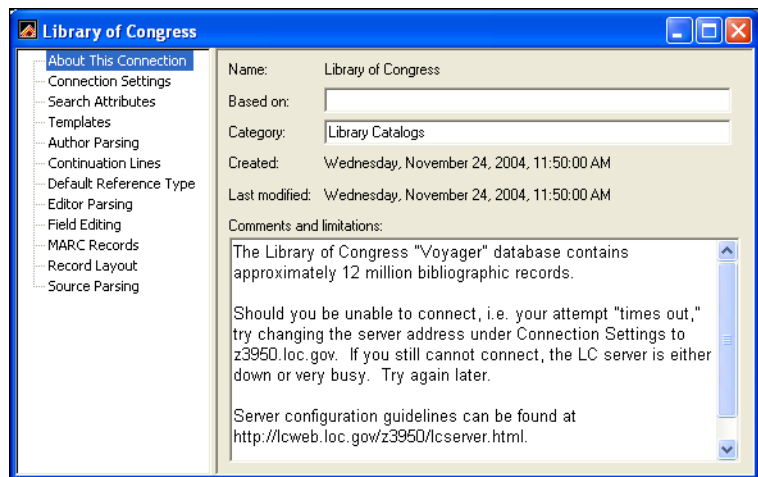 Library of Congress
About This Connection
Connection Settings
Search Attributes
Templates
Author Parsing
Continuation Lines
Default Reference Type
Editor Parsing
Field Editing
MARC Records
Record Layout
Source Parsing
Name: Library of Congress
Based on:
Category: Library Catalogs
Created: Wednesday, November 24, 2004, 11:50:00 AM
Last modified: Wednesday, November 24, 2004, 11:50:00 AM
Comments and limitations:
The Library of Congress "Voyager" database contains
approximately 12 million bibliographic records.
Should you be unable to connect, i.e. your attempt "times out,"
try changing the server address under Connection Settings to
z3950.loc.gov. If you still cannot connect, the LC server is either
down or very busy. Try again later.
Server configuration guidelines can be found at
http://lcweb.loc.gov/z3950/lcserver.html.